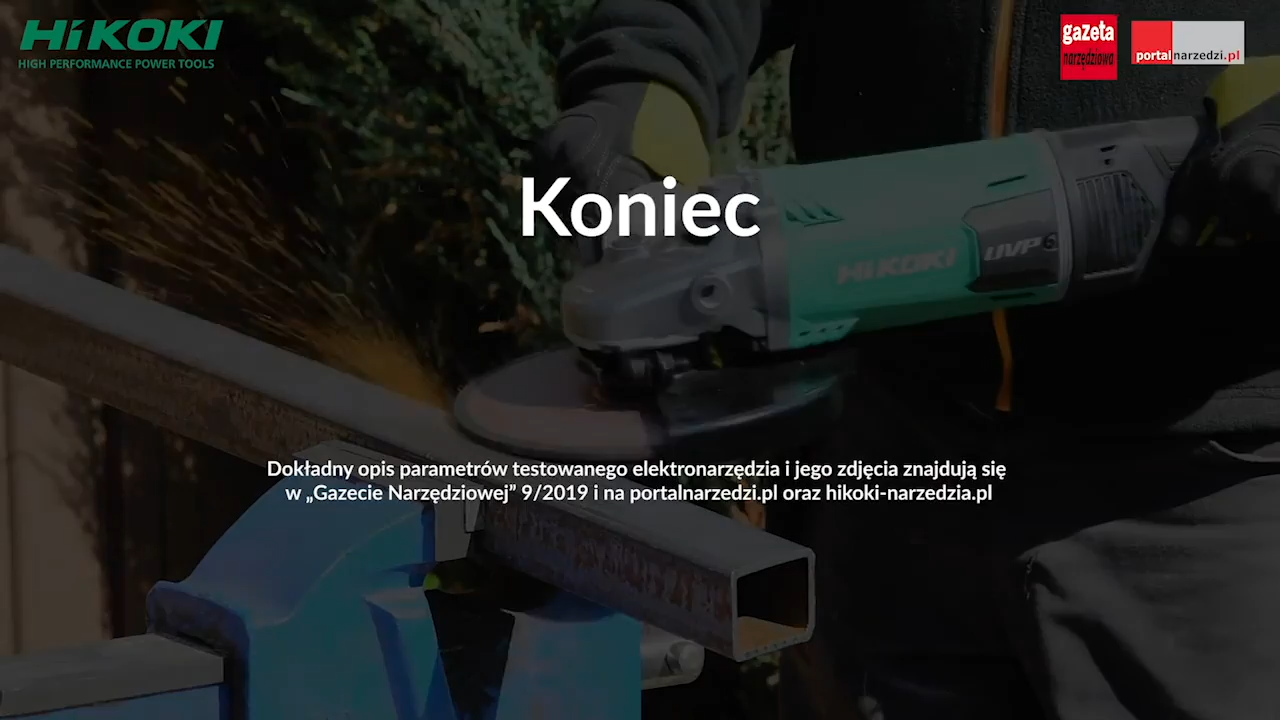 HiKOKI
HIGH PERFORMANCE POWER TOOLS
gazeta
narzędziowa
portalnarzedzi.pl
Koniec
HiKOKI
UVP
Dokładny opis parametrów testowanego elektronarzędzia i jego zdjęcia znajdują się
w „Gazecie Narzędziowej” 9/2019 i na portalnarzedzi.pl oraz hikoki-narzedzia.pl